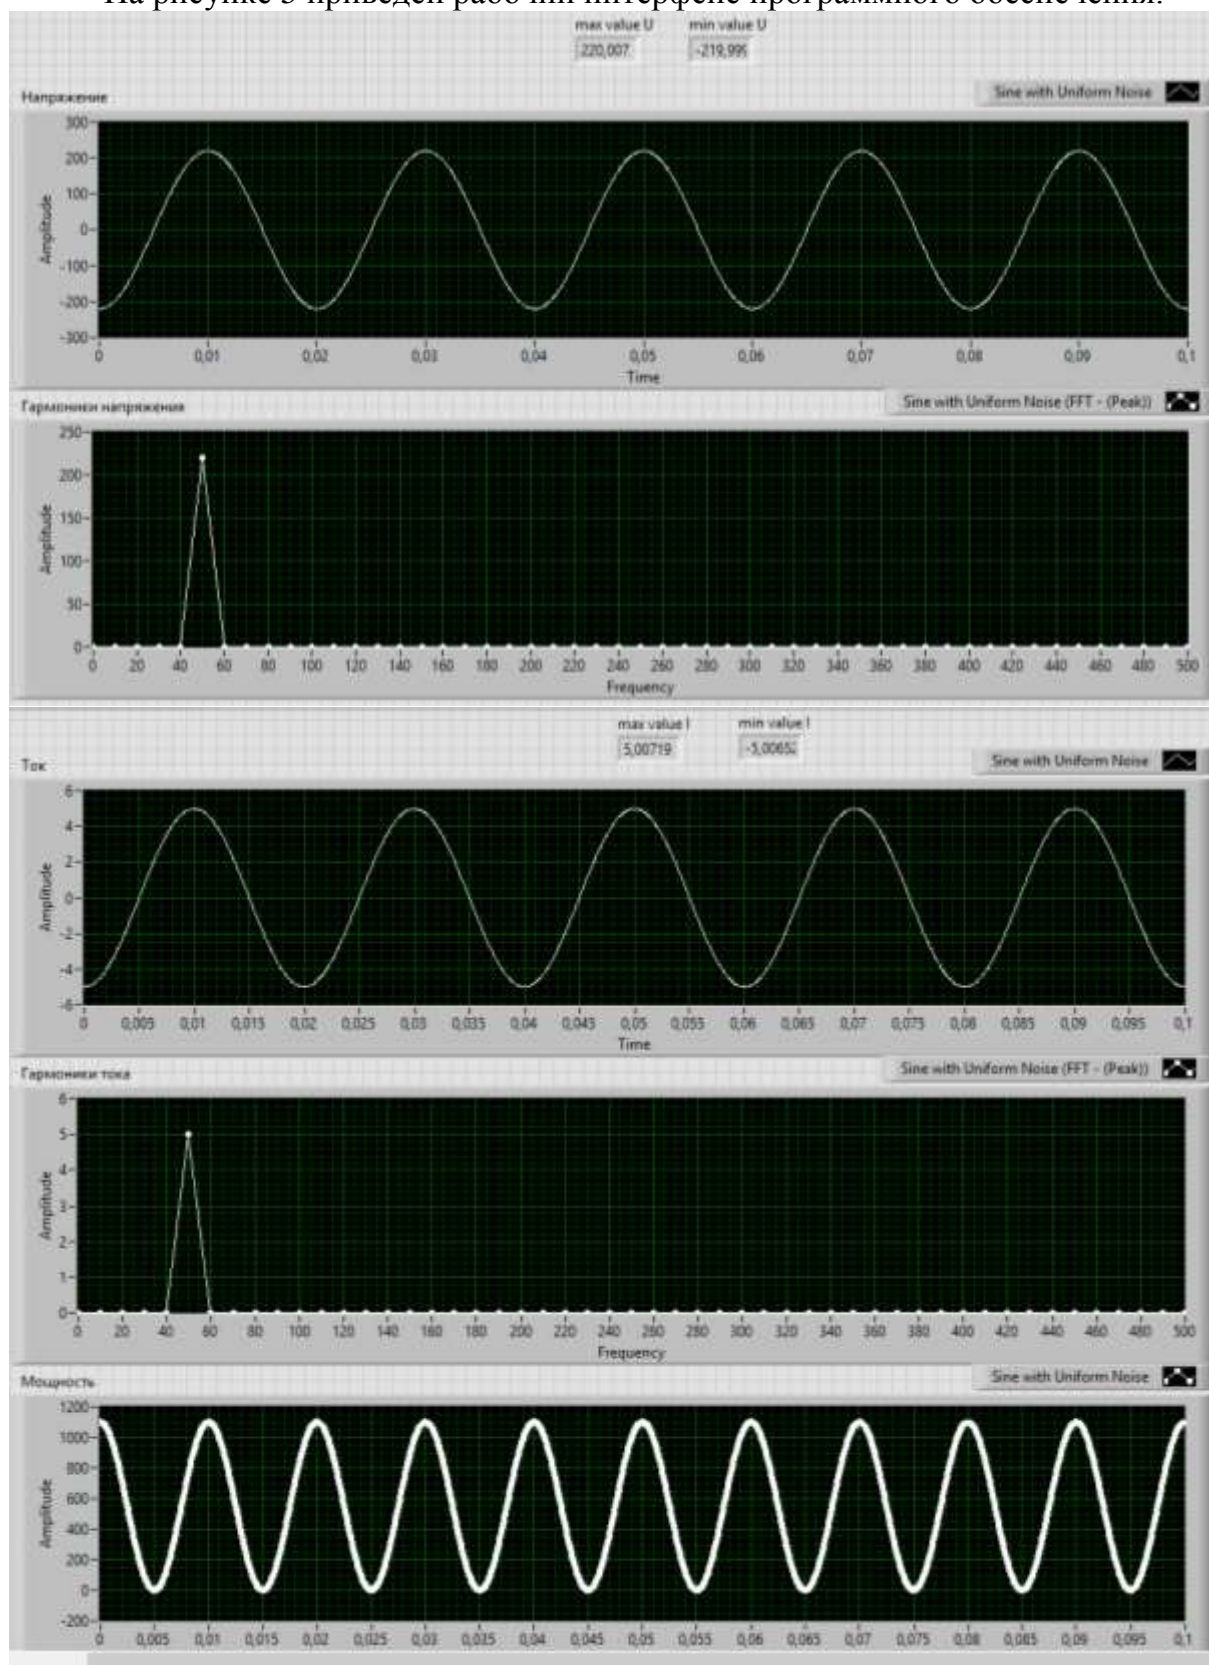 На рисунке 3 приведен рабочий интерфейс программного обеспечения.
max value U min value U
220,007 -219,999
Напряжение Sine with Uniform Noise
300
200
100
0
-100
-200
-300
Amplitude
0 0,01 0,02 0,03 0,04 0,05 0,06 0,07 0,08 0,09 0,1
Time
Гармоники напряжения Sine with Uniform Noise (FFT - (Peak))
250
200
150
100
50
0
Amplitude
0 20 40 60 80 100 120 140 160 180 200 220 240 260 280 300 320 340 360 380 400 420 440 460 480 500
Frequency
max value I min value I
5,00719 -5,0065
Ток Sine with Uniform Noise
6
4
2
0
-2
-4
-6
Amplitude
0 0,005 0,01 0,015 0,02 0,025 0,03 0,035 0,04 0,045 0,05 0,055 0,06 0,065 0,07 0,075 0,08 0,085 0,09 0,095 0,1
Time
Гармоники тока Sine with Uniform Noise (FFT - (Peak))
6
5
4
3
2
1
0
Amplitude
0 20 40 60 80 100 120 140 160 180 200 220 240 260 280 300 320 340 360 380 400 420 440 460 480 500
Frequency
Мощность Sine with Uniform Noise
1200
1000
800
600
400
200
0
-200
Amplitude
0 0,005 0,01 0,015 0,02 0,025 0,03 0,035 0,04 0,045 0,05 0,055 0,06 0,065 0,07 0,075 0,08 0,085 0,09 0,095 0,1